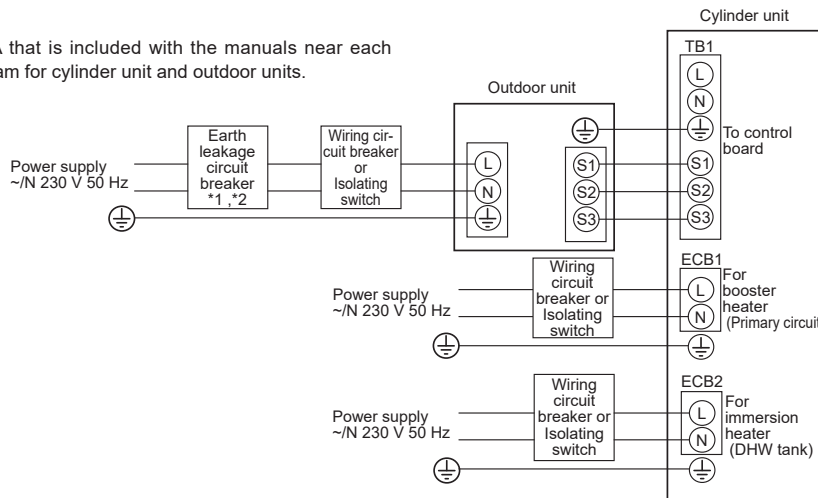 that is included with the manuals near each
for cylinder unit and outdoor units.
Cylinder unit
TB1
L
N
To control
board
S1
S2
S3
Outdoor unit
L
N
S1
S2
S3
Earth
leakage
circuit
breaker
*1 ,*2
Wiring cir-
cuit breaker
or
Isolating
switch
Power supply
~/N 230 V 50 Hz
ECB1
L
N
For
booster
heater
(Primary circuit
Wiring
circuit
breaker or
Isolating
switch
Power supply
~/N 230 V 50 Hz
ECB2
L
N
For
immersion
heater
(DHW tank)
Wiring
circuit
breaker or
Isolating
switch
Power supply
~/N 230 V 50 Hz